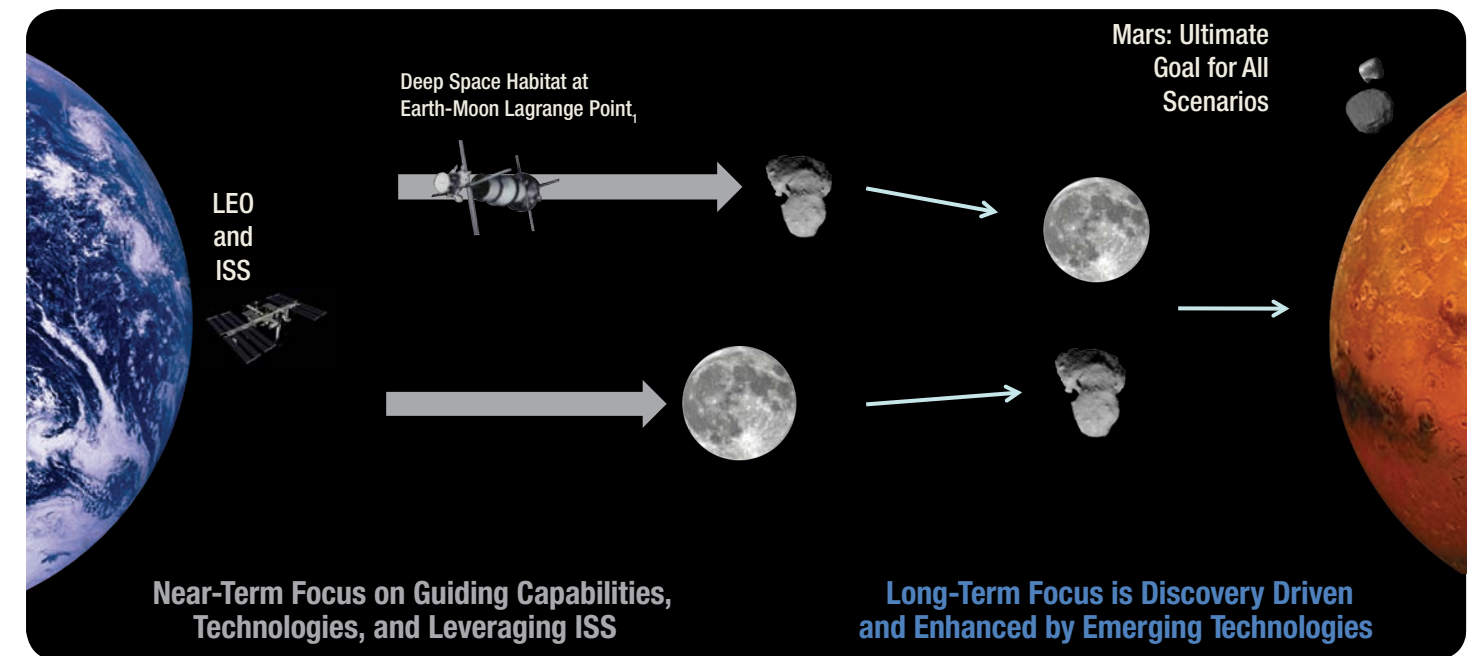 Mars: Ultimate
Goal for All
Scenarios
Deep Space Habitat at
Earth-Moon Lagrange Point1
LEO
and
ISS
Near-Term Focus on Guiding Capabilities,
Technologies, and Leveraging ISS
Long-Term Focus is Discovery Driven
and Enhanced by Emerging Technologies